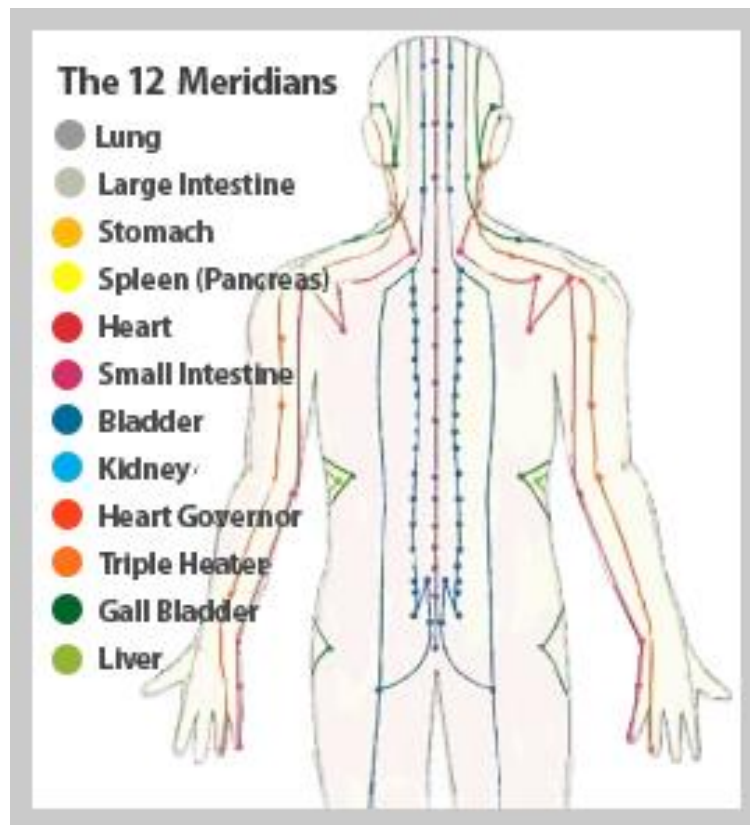 The 12 Meridians
Lung
Large Intestine
Stomach
Spleen (Pancreas)
Heart
Small Intestine
Bladder
Kidney
Heart Governor
Triple Heater
Gall Bladder
Liver